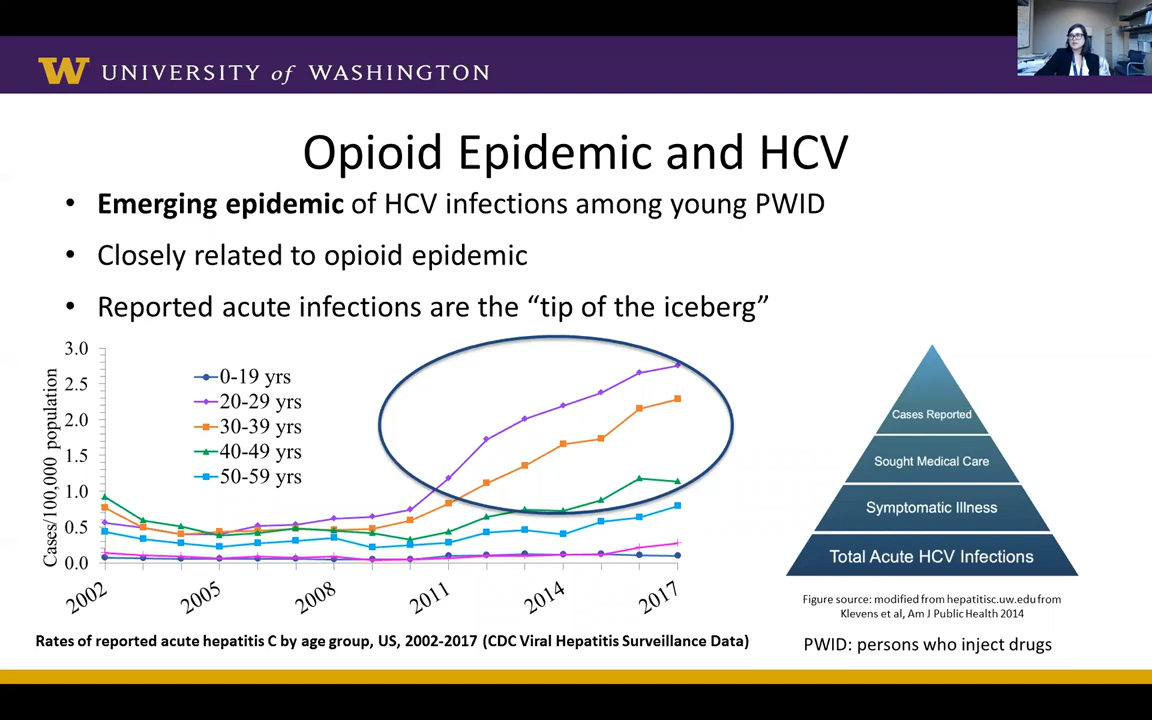 W UNIVERSITY of WASHINGTON
Opioid Epidemic and HCV
• Emerging epidemic of HCV infections among young PWID
• Closely related to opioid epidemic
• Reported acute infections are the “tip of the iceberg”
Cases/100,000 population
3.0
2.5
2.0
1.5
1.0
0.5
0.0
0-19 yrs
20-29 yrs
30-39 yrs
40-49 yrs
50-59 yrs
2002
2005
2008
2011
2014
2017
Rates of reported acute hepatitis C by age group, US, 2002-2017 (CDC Viral Hepatitis Surveillance Data)
Cases Reported
Sought Medical Care
Symptomatic Illness
Total Acute HCV Infections
Figure source: modified from hepatitisc.uw.edu from
Klevens et al, Am J Public Health 2014
PWID: persons who inject drugs